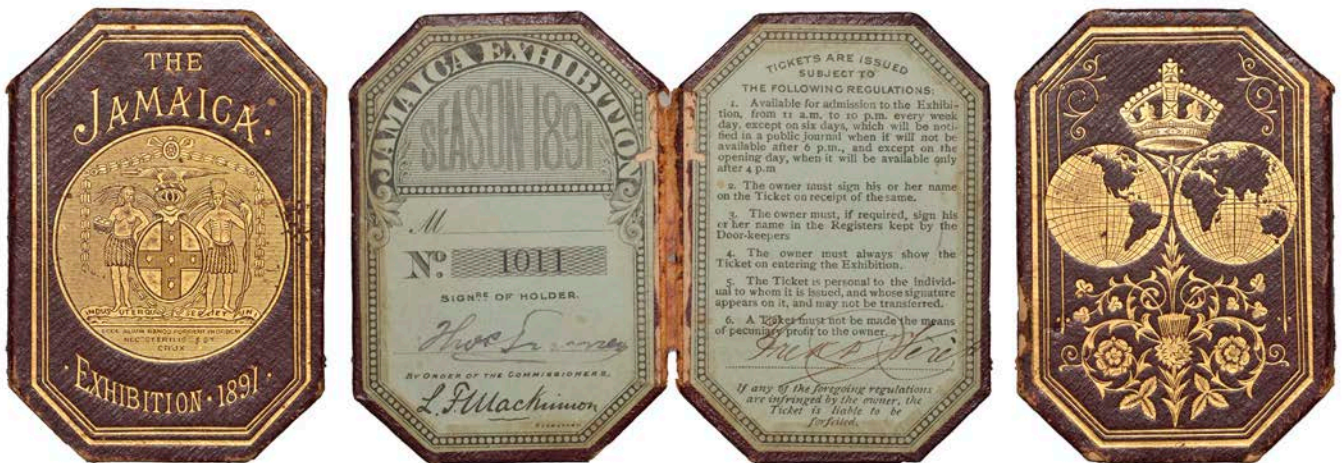 THE
JAMAICA.
INDUS UTERQUE SERVIET UNI
CRUX
· EXHIBITION · 1891 ·
JAMAICA EXHIBITION
SEASON 1891
M
No. 1011
SIGNRE OF HOLDER.
BY ORDER OF THE COMMISSIONERS,
L. F. Mackinnon
SECRETARY
TICKETS ARE ISSUED
SUBJECT TO
THE FOLLOWING REGULATIONS:
1. Available for admission to the Exhibi-
tion, from 11 a.m. to 10 p.m. every week
day, except on six days, which will be noti-
fied in a public journal when if will not be
available after 6 p.m., and except on the
opening day, when it will be available only
after 4 p.m
2. The owner must sign his or her name
on the Ticket on receipt of the same.
3. The owner must, if required, sign his
or her name in the Registers kept by the
Door-keepers
4. The owner must always show the
Ticket on entering the Exhibition.
5. The Ticket is personal to the individ-
ual to whom it is issued, and whose signature
appears on it, and may not be transferred.
6. A Ticket must not be made the means
of pecuniary profit to the owner.
If any of the foregoing regulations
are infringed by the owner, the
Ticket is liable to be
forfeited.